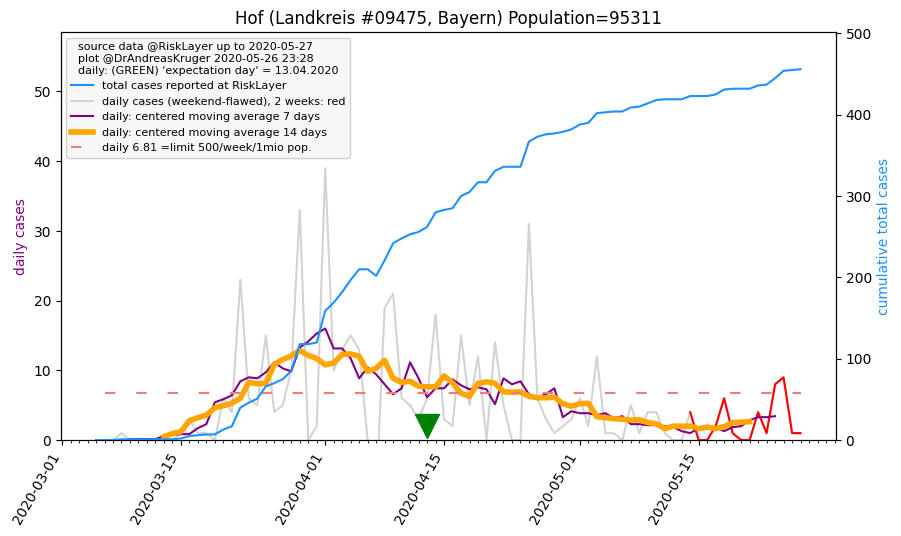 Hof (Landkreis #09475, Bayern) Population=95311
source data @RiskLayer up to 2020-05-27
plot @DrAndreasKruger 2020-05-26 23:28
daily: (GREEN) 'expectation day' = 13.04.2020
total cases reported at RiskLayer
daily cases (weekend-flawed), 2 weeks: red
daily: centered moving average 7 days
daily: centered moving average 14 days
daily 6.81 =limit 500/week/1mio pop.
daily cases
50
40
30
20
10
0
cumulative total cases
500
400
300
200
100
0
2020-03-01
2020-03-15
2020-04-01
2020-04-15
2020-05-01
2020-05-15